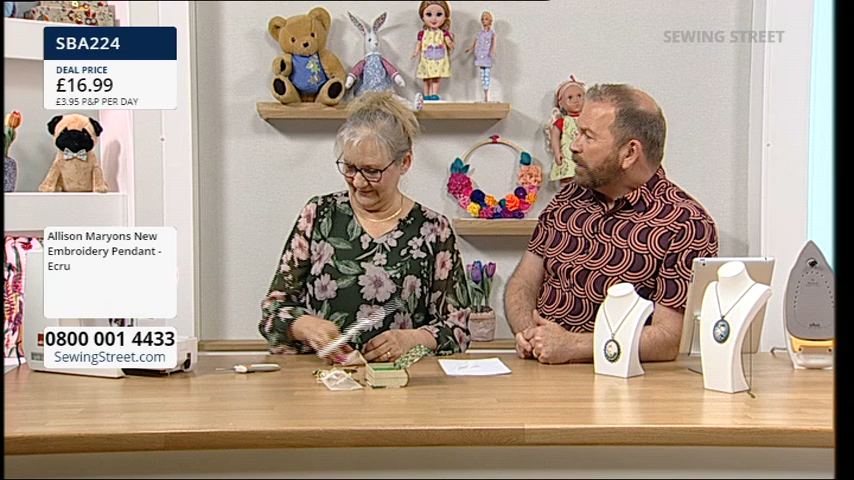 SBA224
SEWING STREET
DEAL PRICE
£16.99
£3.95 P&P PER DAY
Allison Maryons New
Embroidery Pendant -
Ecru
0800 001 4433
SewingStreet.com